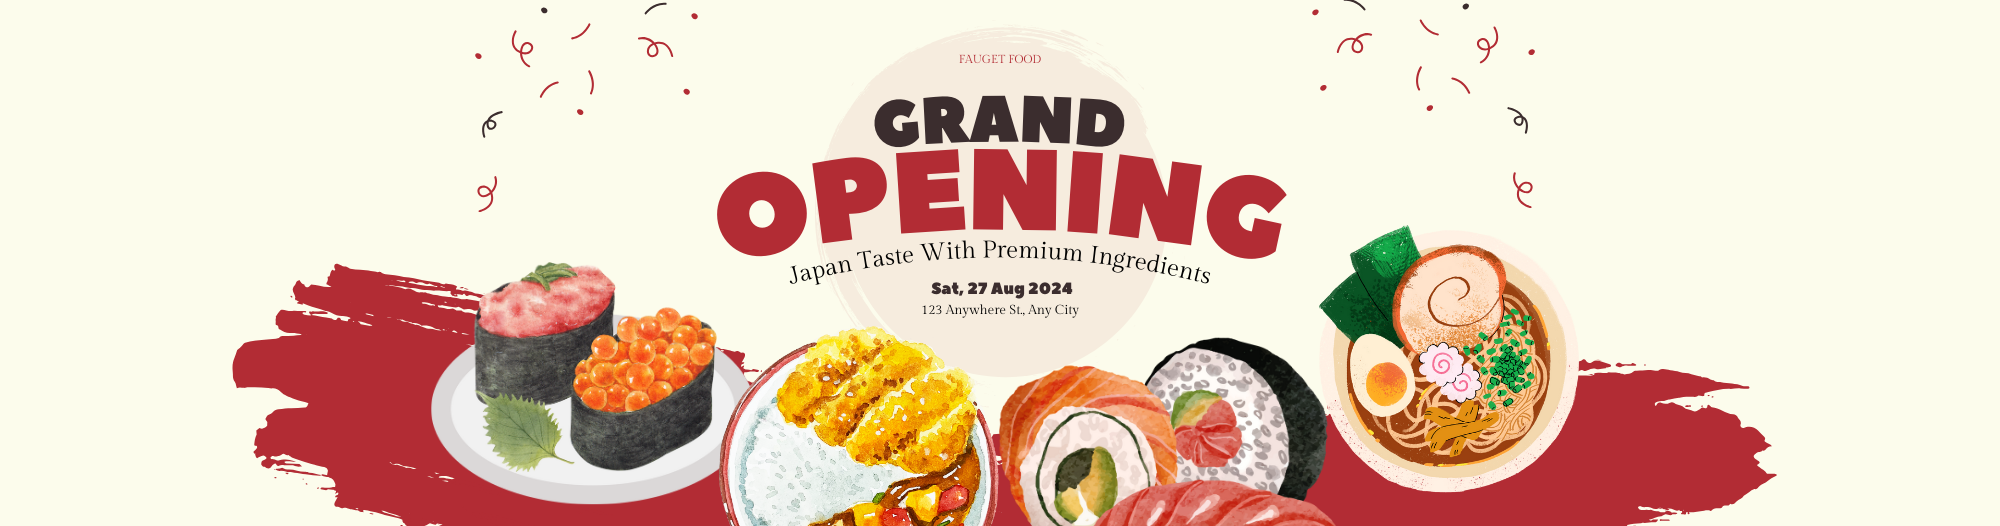 FAUGET FOOD
GRAND
OPENING
Japan Taste With Premium Ingredients
Sat, 27 Aug 2024
123 Anywhere St., Any City